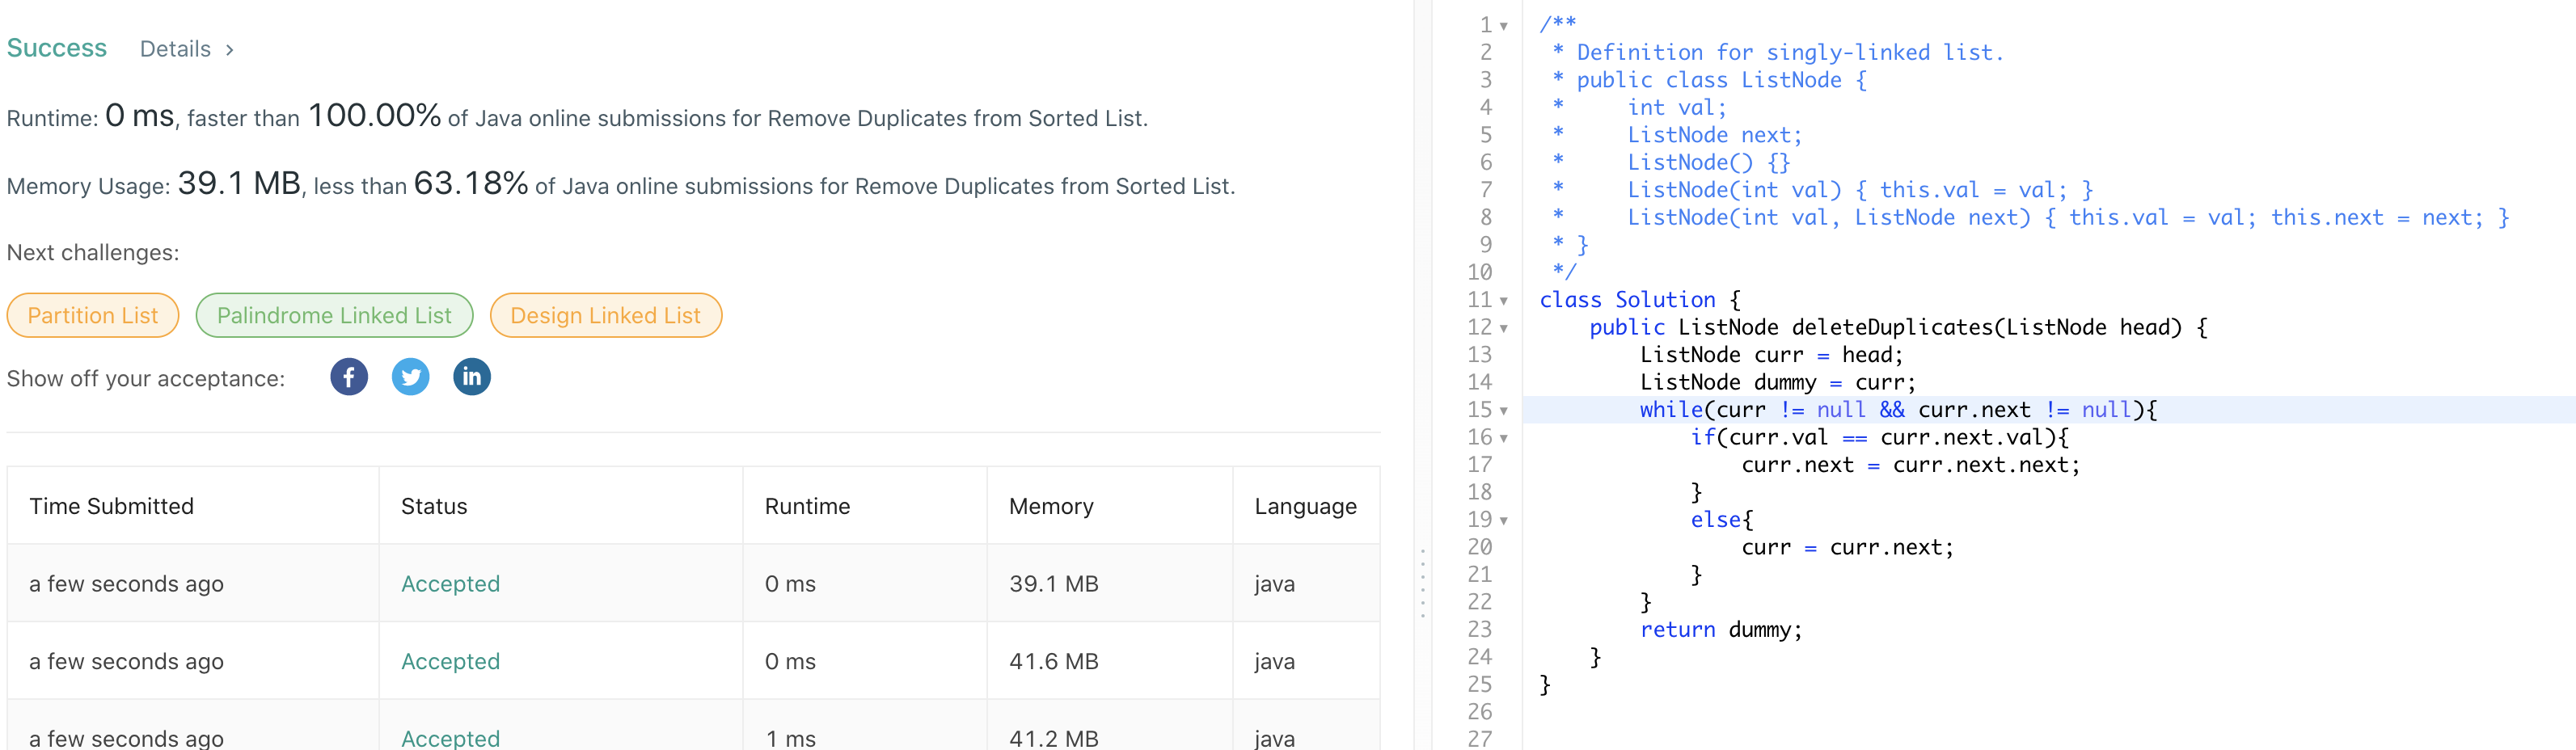 Success Details >
Runtime: 0 ms, faster than 100.00% of Java online submissions for Remove Duplicates from Sorted List.
Memory Usage: 39.1 MB, less than 63.18% of Java online submissions for Remove Duplicates from Sorted List.
Next challenges:
Partition List Palindrome Linked List Design Linked List
Show off your acceptance: f in
Time Submitted Status Runtime Memory Language
a few seconds ago Accepted 0 ms 39.1 MB java
a few seconds ago Accepted 0 ms 41.6 MB java
a few seconds ago Accepted 1 ms 41.2 MB java
1 /**
2  * Definition for singly-linked list.
3  * public class ListNode {
4  *     int val;
5  *     ListNode next;
6  *     ListNode() {}
7  *     ListNode(int val) { this.val = val; }
8  *     ListNode(int val, ListNode next) { this.val = val; this.next = next; }
9  * }
10  */
11 class Solution {
12     public ListNode deleteDuplicates(ListNode head) {
13         ListNode curr = head;
14         ListNode dummy = curr;
15         while(curr != null && curr.next != null){
16             if(curr.val == curr.next.val){
17                 curr.next = curr.next.next;
18             }
19             else{
20                 curr = curr.next;
21             }
22         }
23         return dummy;
24     }
25 }
26
27